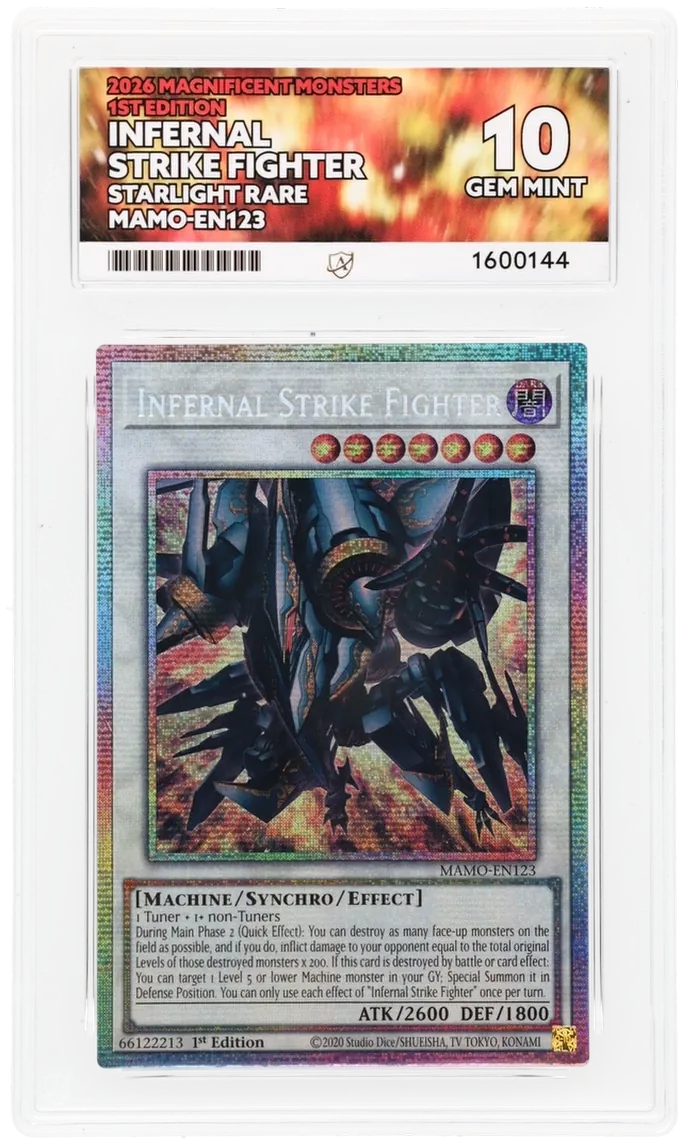 2026 MAGNIFICENT MONSTERS
1ST EDITION
INFERNAL
STRIKE FIGHTER
STARLIGHT RARE
MAMO-EN123
10
GEM MINT
1600144
INFERNAL STRIKE FIGHTER
DARK
闇
MAMO-EN123
[MACHINE/SYNCHRO/EFFECT]
1 Tuner + 1+ non-Tuners
During Main Phase 2 (Quick Effect): You can destroy as many face-up monsters on the
field as possible, and if you do, inflict damage to your opponent equal to the total original
Levels of those destroyed monsters x 200. If this card is destroyed by battle or card effect:
You can target 1 Level 5 or lower Machine monster in your GY; Special Summon it in
Defense Position. You can only use each effect of "Infernal Strike Fighter" once per turn.
ATK/2600 DEF/1800
66122213 1st Edition ©2020 Studio Dice/SHUEISHA, TV TOKYO, KONAMI